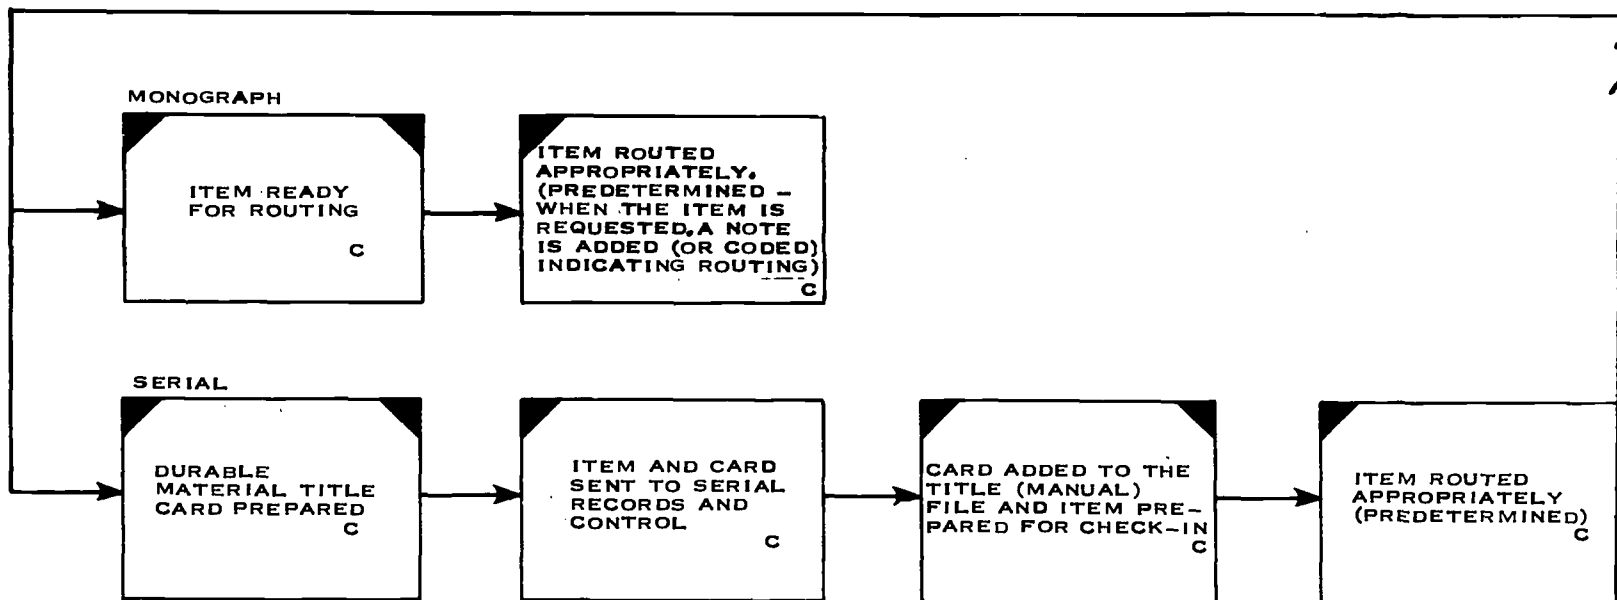 MONOGRAPH
ITEM READY
FOR ROUTING
C
ITEM ROUTED
APPROPRIATELY.
(PREDETERMINED –
WHEN THE ITEM IS
REQUESTED, A NOTE
IS ADDED (OR CODED)
INDICATING ROUTING)
C
SERIAL
DURABLE
MATERIAL TITLE
CARD PREPARED
C
ITEM AND CARD
SENT TO SERIAL
RECORDS AND
CONTROL
C
CARD ADDED TO THE
TITLE (MANUAL)
FILE AND ITEM PRE–
PARED FOR CHECK–IN
C
ITEM ROUTED
APPROPRIATELY
(PREDETERMINED)
C